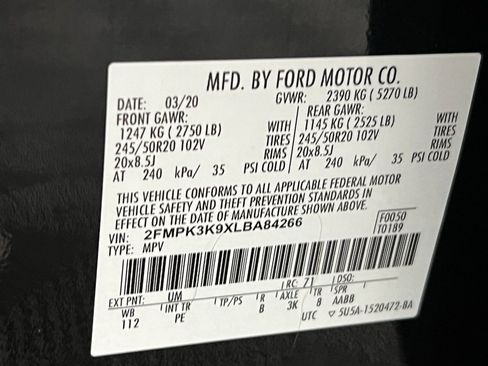 MFD. BY FORD MOTOR CO.
DATE: 03/20 GVWR: 2390 KG (5270 LB)
FRONT GAWR: REAR GAWR:
1247 KG (2750 LB) WITH 1145 KG (2525 LB) WITH
245/50R20 102V TIRES 245/50R20 102V TIRES
20x8.5J RIMS 20x8.5J RIMS
AT 240 kPa/ 35 PSI COLD AT 240 kPa/ 35 PSI COLD
THIS VEHICLE CONFORMS TO ALL APPLICABLE FEDERAL MOTOR
VEHICLE SAFETY AND THEFT PREVENTION STANDARDS IN
EFFECT ON THE DATE OF MANUFACTURE SHOWN ABOVE.
VIN: 2FMPK3K9XLBA84266 F0050
TYPE: MPV T0189
EXT PNT: UM RC: 71 DSO:
WB INT TR TP/PS R AXLE TR SPR
112 PE B 3K 8 AABB
UTC ▽ 5U5A-1520472-BA